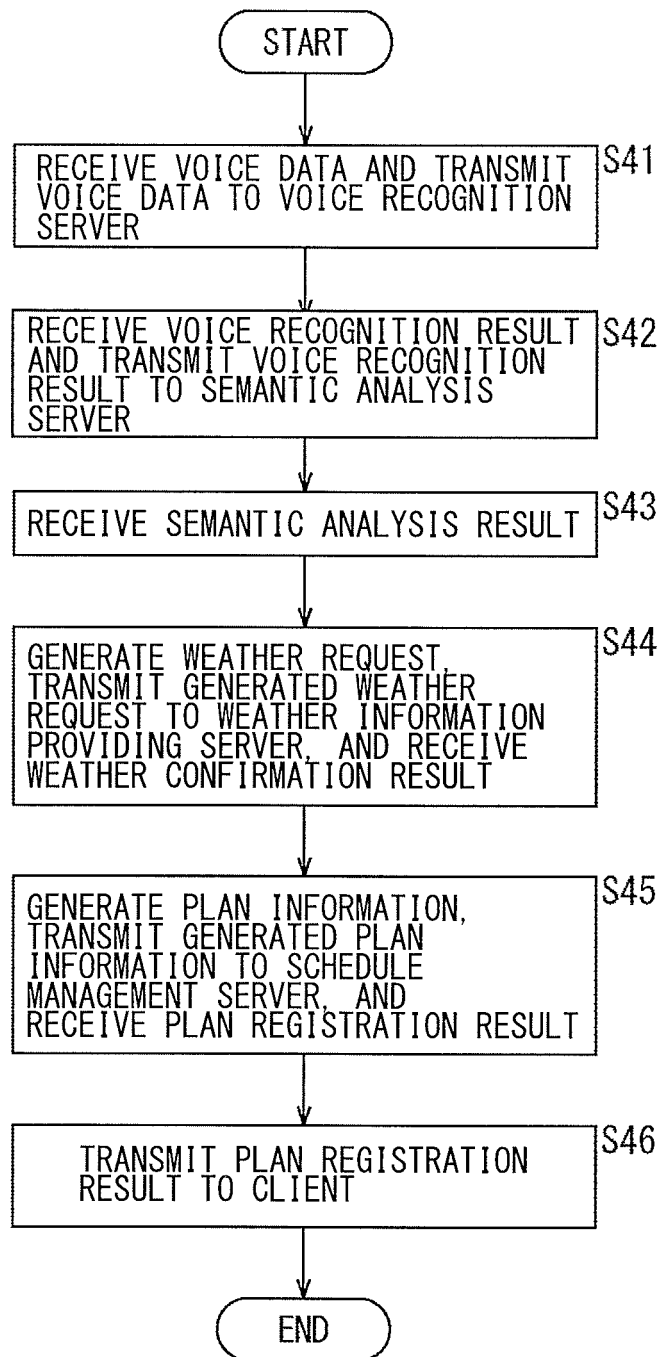 START
S41
RECEIVE VOICE DATA AND TRANSMIT
VOICE DATA TO VOICE RECOGNITION
SERVER
S42
RECEIVE VOICE RECOGNITION RESULT
AND TRANSMIT VOICE RECOGNITION
RESULT TO SEMANTIC ANALYSIS
SERVER
S43
RECEIVE SEMANTIC ANALYSIS RESULT
S44
GENERATE WEATHER REQUEST,
TRANSMIT GENERATED WEATHER
REQUEST TO WEATHER INFORMATION
PROVIDING SERVER, AND RECEIVE
WEATHER CONFIRMATION RESULT
S45
GENERATE PLAN INFORMATION,
TRANSMIT GENERATED PLAN
INFORMATION TO SCHEDULE
MANAGEMENT SERVER, AND
RECEIVE PLAN REGISTRATION RESULT
S46
TRANSMIT PLAN REGISTRATION
RESULT TO CLIENT
END